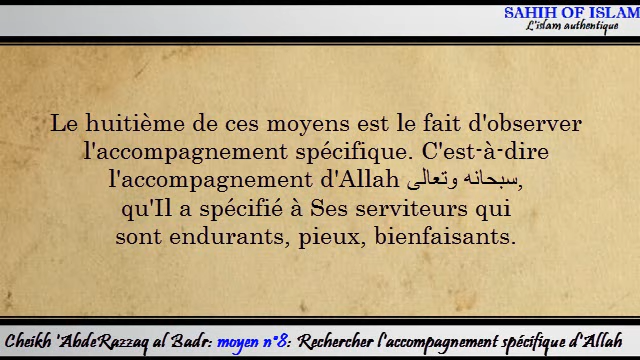 SAHIH OF ISLAM
L'islam authentique
Le huitième de ces moyens est le fait d'observer
l'accompagnement spécifique. C'est-à-dire
l'accompagnement d'Allah سبحانه وتعالى,
qu'Il a spécifié à Ses serviteurs qui
sont endurants, pieux, bienfaisants.
Cheikh 'AbdeRazzaq al Badr: moyen n°8: Rechercher l'accompagnement spécifique d'Allah